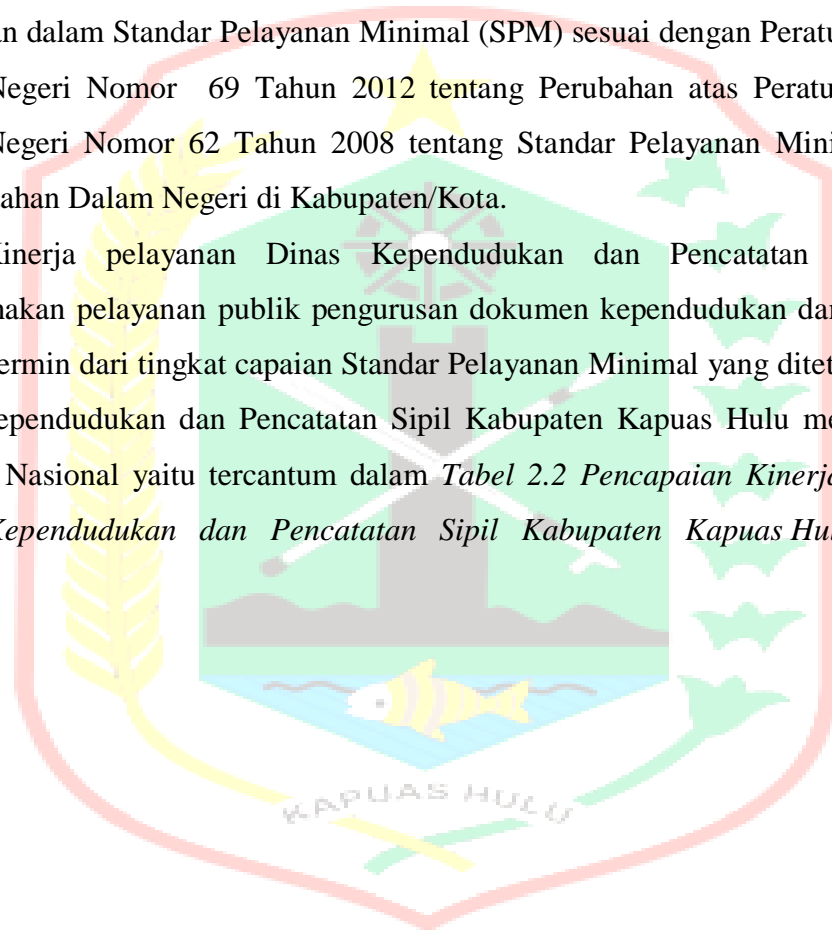 an dalam Standar Pelayanan Minimal (SPM) sesuai dengan Peratu
Negeri Nomor 69 Tahun 2012 tentang Perubahan atas Peratu
Negeri Nomor 62 Tahun 2008 tentang Standar Pelayanan Mini
ahan Dalam Negeri di Kabupaten/Kota.
Kinerja pelayanan Dinas Kependudukan dan Pencatatan
nakan pelayanan publik pengurusan dokumen kependudukan dan
ermin dari tingkat capaian Standar Pelayanan Minimal yang ditet
ependudukan dan Pencatatan Sipil Kabupaten Kapuas Hulu me
Nasional yaitu tercantum dalam Tabel 2.2 Pencapaian Kinerja
Kependudukan dan Pencatatan Sipil Kabupaten Kapuas Hul
KAPUAS HULU